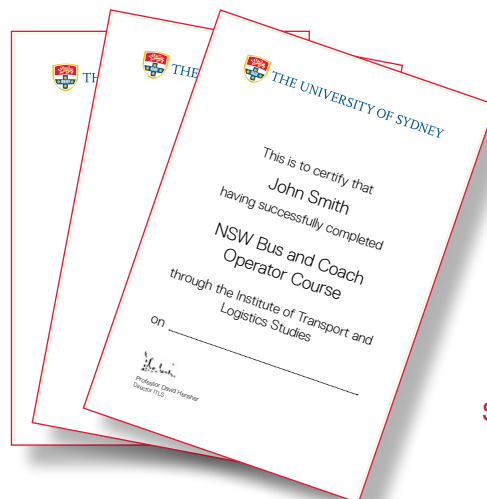 TH
THE
THE UNIVERSITY OF SYDNEY
This is to certify that
John Smith
having successfully completed
NSW Bus and Coach
Operator Course
through the Institute of Transport and
Logistics Studies
on
Professor David Hensher
Director ITLS
S